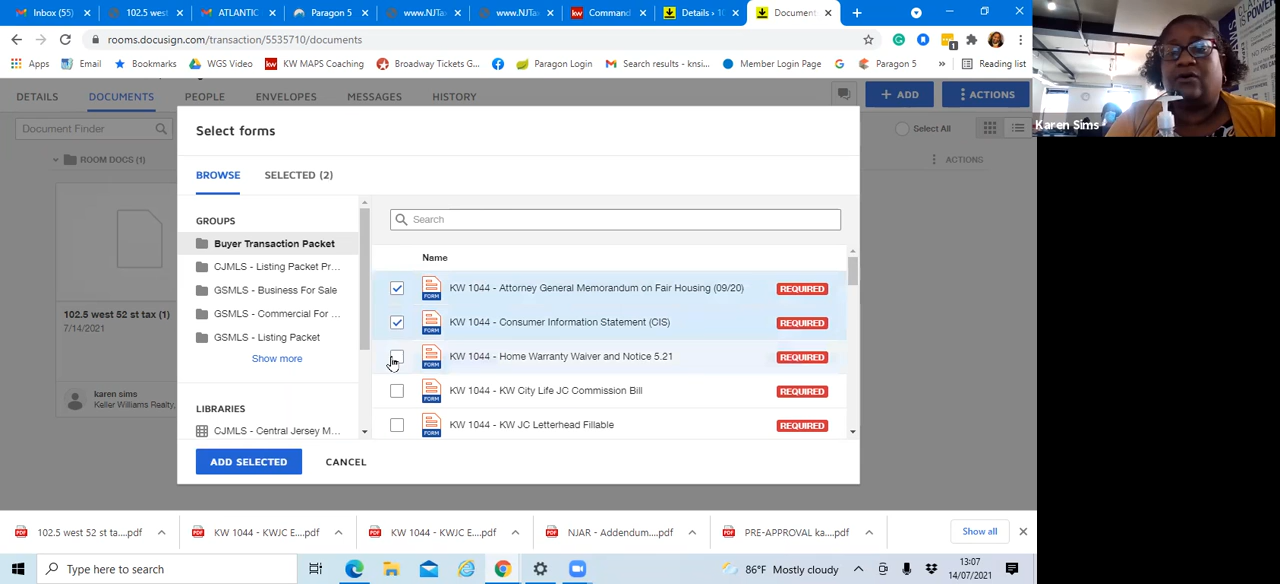 Inbox (55)
102.5 west
ATLANTIC
Paragon 5
www.NJTa
www.NJTa
Command
Details › 10
Document
rooms.docusign.com/transaction/5535710/documents
Apps
Email
Bookmarks
WGS Video
KW MAPS Coaching
Broadway Tickets G...
Paragon Login
Search results - knsi...
Member Login Page
Paragon 5
»
Reading list
DETAILS
DOCUMENTS
PEOPLE
ENVELOPES
MESSAGES
HISTORY
+ ADD
ACTIONS
Document Finder
Select All
ROOM DOCS (1)
ACTIONS
102.5 west 52 st tax (1)
7/14/2021
karen sims
Keller Williams Realty,
Select forms
BROWSE
SELECTED (2)
GROUPS
Buyer Transaction Packet
CJMLS - Listing Packet Pr...
GSMLS - Business For Sale
GSMLS - Commercial For ...
GSMLS - Listing Packet
Show more
LIBRARIES
CJMLS - Central Jersey M...
Search
Name
FORM KW 1044 - Attorney General Memorandum on Fair Housing (09/20) REQUIRED
FORM KW 1044 - Consumer Information Statement (CIS) REQUIRED
FORM KW 1044 - Home Warranty Waiver and Notice 5.21 REQUIRED
FORM KW 1044 - KW City Life JC Commission Bill REQUIRED
FORM KW 1044 - KW JC Letterhead Fillable REQUIRED
ADD SELECTED
CANCEL
Karen Sims
102.5 west 52 st ta....pdf
KW 1044 - KWJC E....pdf
KW 1044 - KWJC E....pdf
NJAR - Addendum....pdf
PRE-APPROVAL ka....pdf
Show all
Type here to search
86°F Mostly cloudy
13:07
14/07/2021